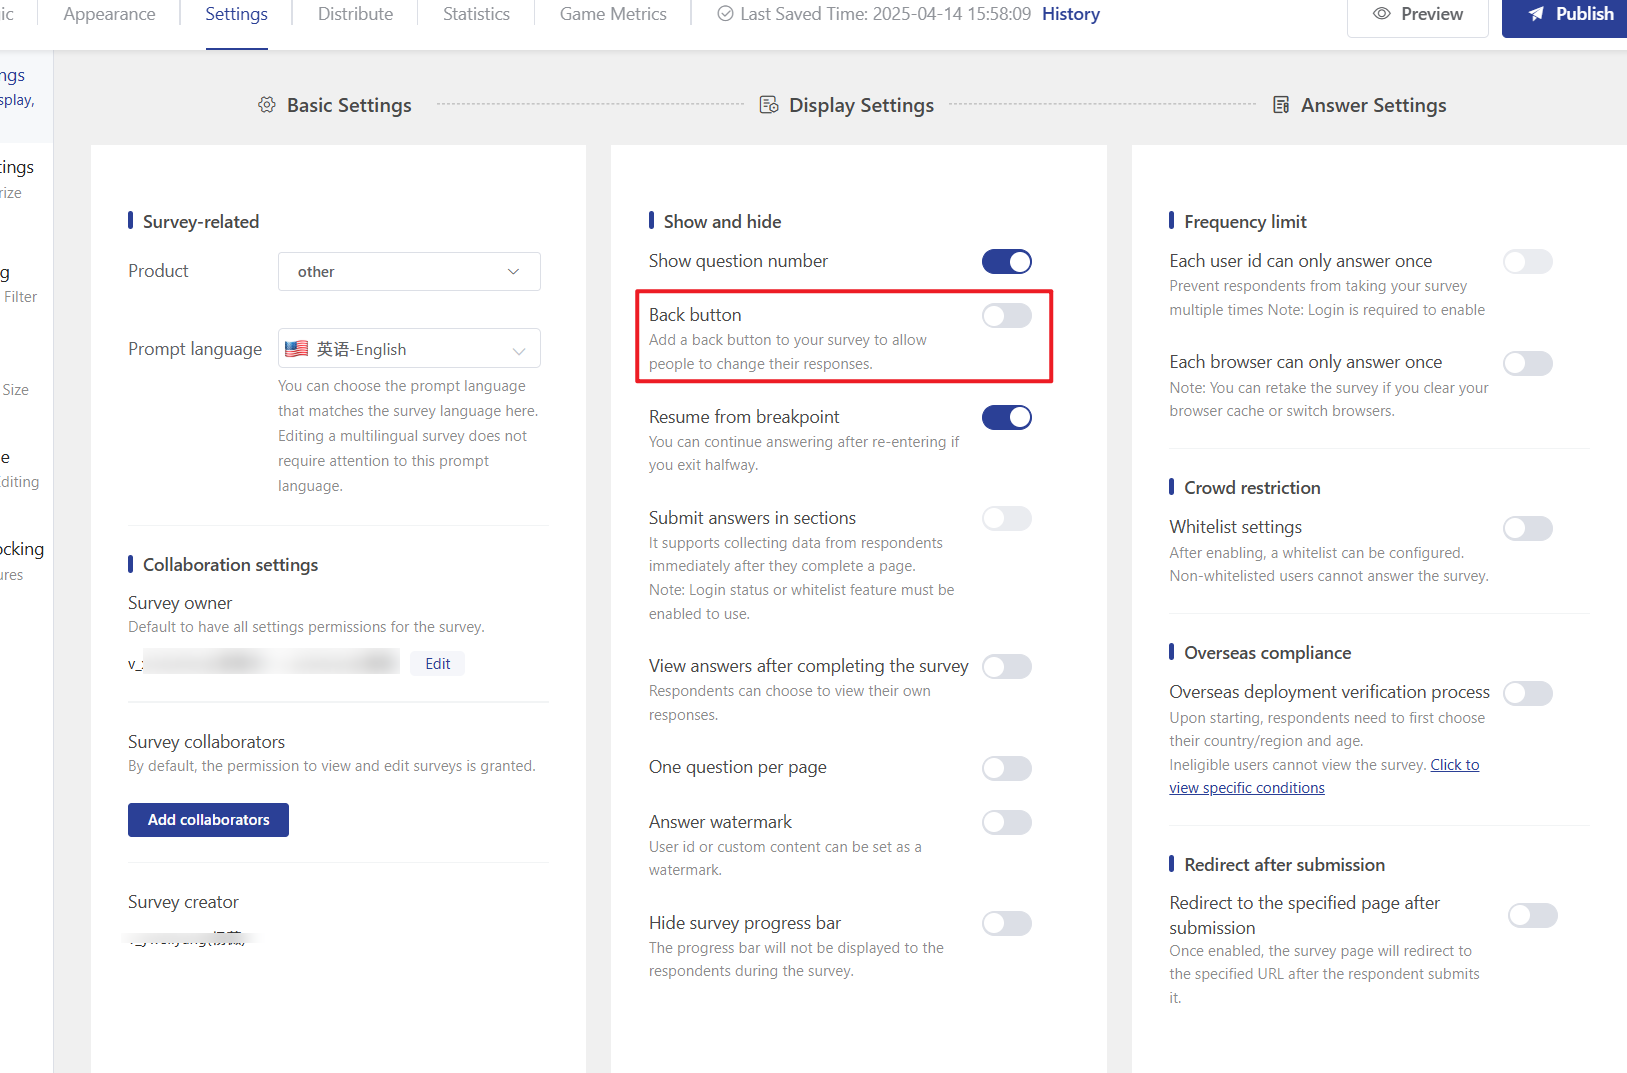 ic
Appearance
Settings
Distribute
Statistics
Game Metrics
Last Saved Time: 2025-04-14 15:58:09 History
Preview
Publish
ngs
splay,
tings
rize
g
Filter
Size
e
Editing
ocking
ures
Basic Settings
Display Settings
Answer Settings
Survey-related
Product
other
Prompt language
英语-English
You can choose the prompt language
that matches the survey language here.
Editing a multilingual survey does not
require attention to this prompt
language.
Collaboration settings
Survey owner
Default to have all settings permissions for the survey.
Edit
Survey collaborators
By default, the permission to view and edit surveys is granted.
Add collaborators
Survey creator
Show and hide
Show question number
Back button
Add a back button to your survey to allow
people to change their responses.
Resume from breakpoint
You can continue answering after re-entering if
you exit halfway.
Submit answers in sections
It supports collecting data from respondents
immediately after they complete a page.
Note: Login status or whitelist feature must be
enabled to use.
View answers after completing the survey
Respondents can choose to view their own
responses.
One question per page
Answer watermark
User id or custom content can be set as a
watermark.
Hide survey progress bar
The progress bar will not be displayed to the
respondents during the survey.
Frequency limit
Each user id can only answer once
Prevent respondents from taking your survey
multiple times Note: Login is required to enable
Each browser can only answer once
Note: You can retake the survey if you clear your
browser cache or switch browsers.
Crowd restriction
Whitelist settings
After enabling, a whitelist can be configured.
Non-whitelisted users cannot answer the survey.
Overseas compliance
Overseas deployment verification process
Upon starting, respondents need to first choose
their country/region and age.
Ineligible users cannot view the survey. Click to
view specific conditions
Redirect after submission
Redirect to the specified page after
submission
Once enabled, the survey page will redirect to
the specified URL after the respondent submits
it.